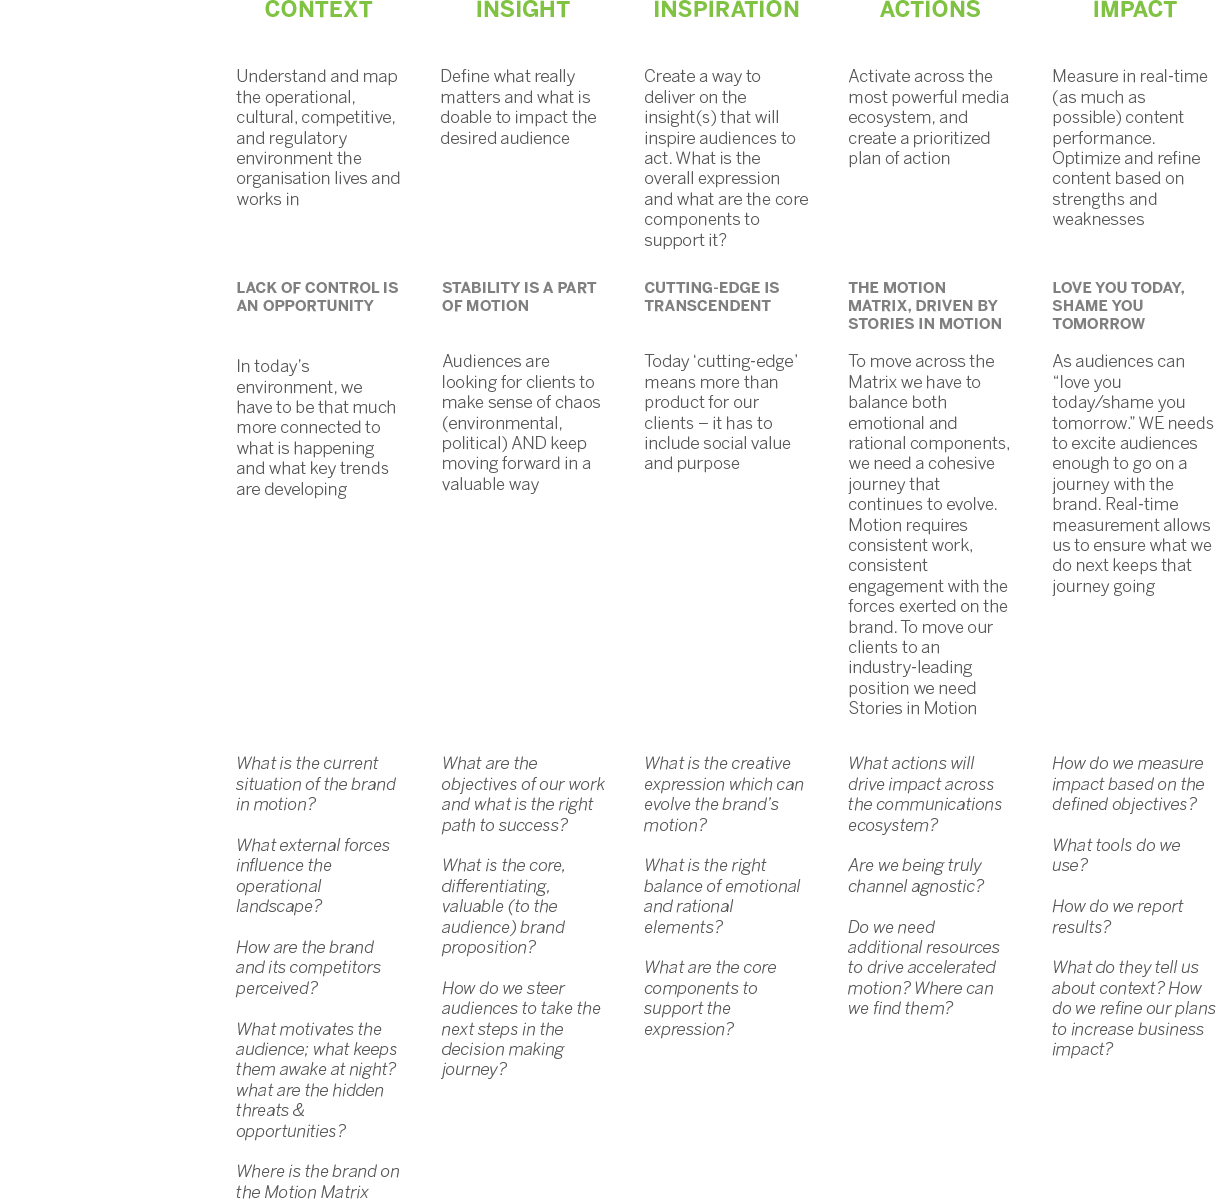 CONTEXT
Understand and map
the operational,
cultural, competitive,
and regulatory
environment the
organisation lives and
works in
LACK OF CONTROL IS
AN OPPORTUNITY
In today’s
environment, we
have to be that much
more connected to
what is happening
and what key trends
are developing
What is the current
situation of the brand
in motion?
What external forces
influence the
operational
landscape?
How are the brand
and its competitors
perceived?
What motivates the
audience; what keeps
them awake at night?
what are the hidden
threats &
opportunities?
Where is the brand on
the Motion Matrix
INSIGHT
Define what really
matters and what is
doable to impact the
desired audience
STABILITY IS A PART
OF MOTION
Audiences are
looking for clients to
make sense of chaos
(environmental,
political) AND keep
moving forward in a
valuable way
What are the
objectives of our work
and what is the right
path to success?
What is the core,
differentiating,
valuable (to the
audience) brand
proposition?
How do we steer
audiences to take the
next steps in the
decision making
journey?
INSPIRATION
Create a way to
deliver on the
insight(s) that will
inspire audiences to
act. What is the
overall expression
and what are the core
components to
support it?
CUTTING-EDGE IS
TRANSCENDENT
Today ‘cutting-edge’
means more than
product for our
clients – it has to
include social value
and purpose
What is the creative
expression which can
evolve the brand’s
motion?
What is the right
balance of emotional
and rational
elements?
What are the core
components to
support the
expression?
ACTIONS
Activate across the
most powerful media
ecosystem, and
create a prioritized
plan of action
THE MOTION
MATRIX, DRIVEN BY
STORIES IN MOTION
To move across the
Matrix we have to
balance both
emotional and
rational components,
we need a cohesive
journey that
continues to evolve.
Motion requires
consistent work,
consistent
engagement with the
forces exerted on the
brand. To move our
clients to an
industry-leading
position we need
Stories in Motion
What actions will
drive impact across
the communications
ecosystem?
Are we being truly
channel agnostic?
Do we need
additional resources
to drive accelerated
motion? Where can
we find them?
IMPACT
Measure in real-time
(as much as
possible) content
performance.
Optimize and refine
content based on
strengths and
weaknesses
LOVE YOU TODAY,
SHAME YOU
TOMORROW
As audiences can
“love you
today/shame you
tomorrow.” WE needs
to excite audiences
enough to go on a
journey with the
brand. Real-time
measurement allows
us to ensure what we
do next keeps that
journey going
How do we measure
impact based on the
defined objectives?
What tools do we
use?
How do we report
results?
What do they tell us
about context? How
do we refine our plans
to increase business
impact?